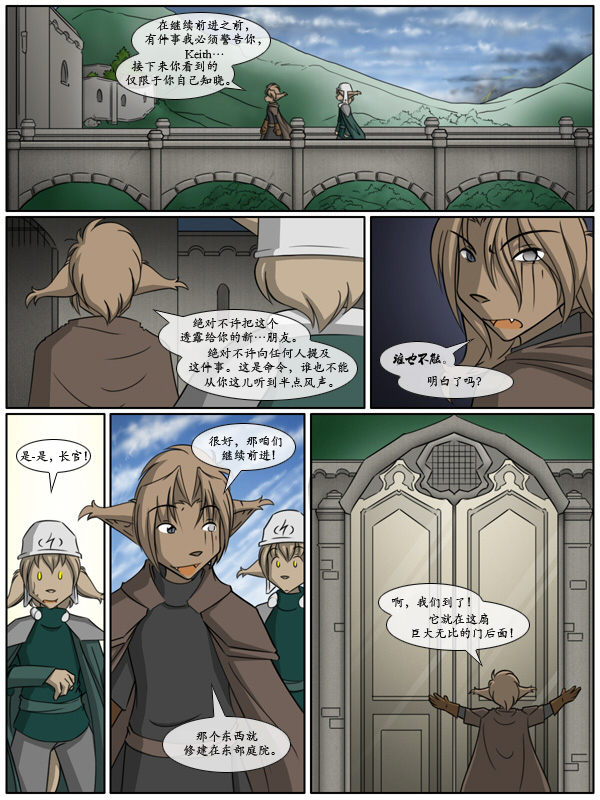 在继续前进之前，
有件事我必须警告你，
Keith…
接下来你看到的
仅限于你自己知晓。
绝对不许把这个
透露给你的新…朋友。
绝对不许向任何人提及
这件事。这是命令，谁也不能
从你这儿听到半点风声。
谁也不能。
明白了吗？
是-是，长官！
很好，那咱们
继续前进！
那个东西就
修建在东部庭院。
啊，我们到了！
它就在这扇
巨大无比的门后面！